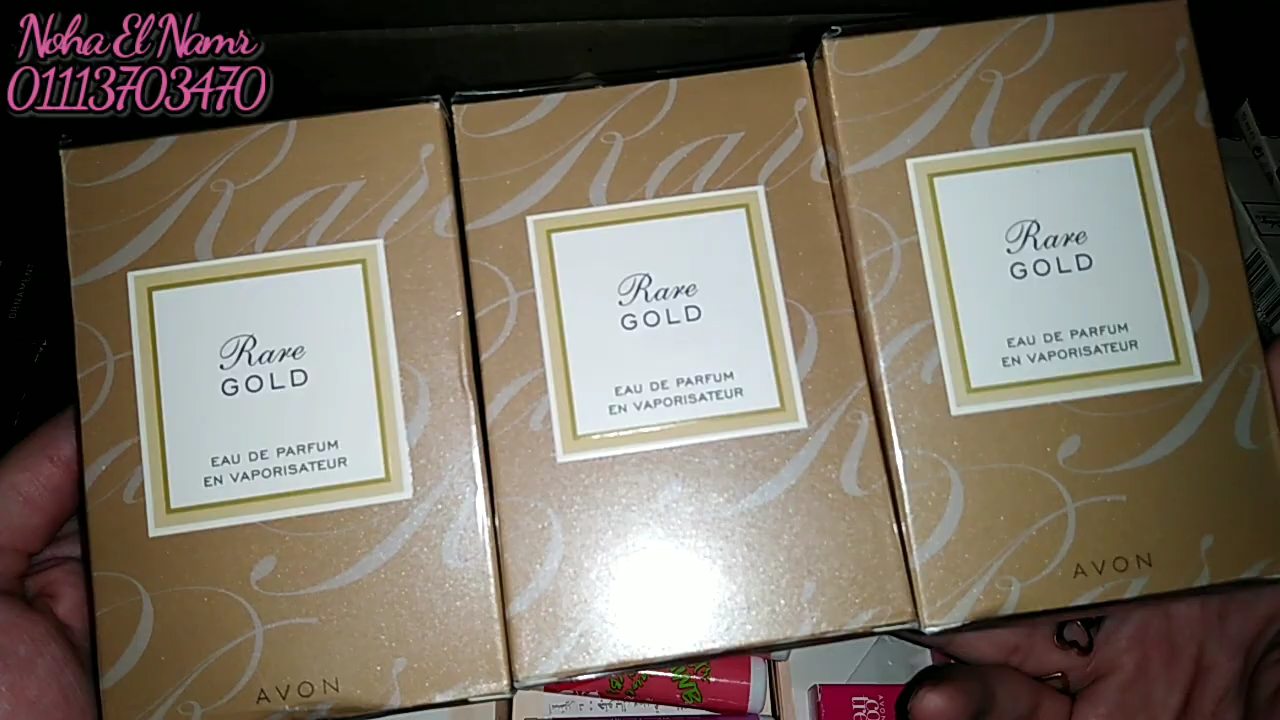 Noha El Namr
01113703470
Rare
GOLD
EAU DE PARFUM
EN VAPORISATEUR
AVON
Rare
GOLD
EAU DE PARFUM
EN VAPORISATEUR
Rare
GOLD
EAU DE PARFUM
EN VAPORISATEUR
AVON